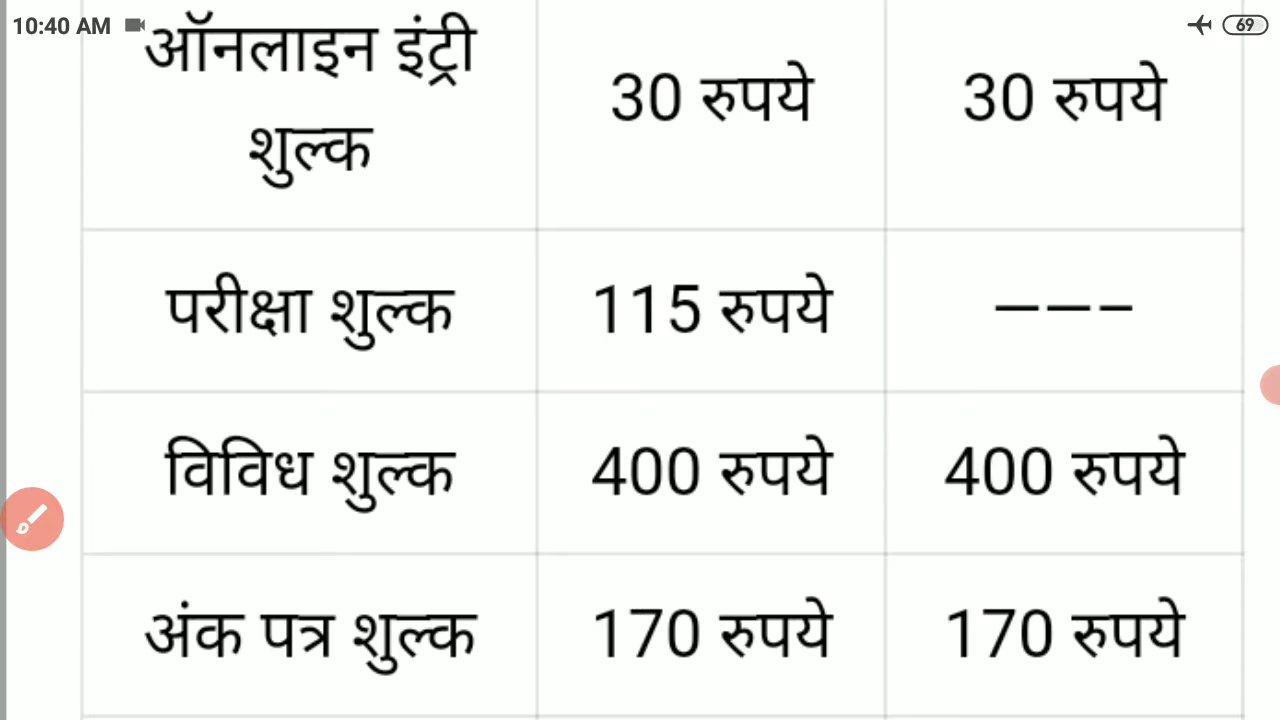 10:40 AM 69
ऑनलाइन इंट्री
शुल्क 30 रुपये 30 रुपये
परीक्षा शुल्क 115 रुपये –––
विविध शुल्क 400 रुपये 400 रुपये
अंक पत्र शुल्क 170 रुपये 170 रुपये